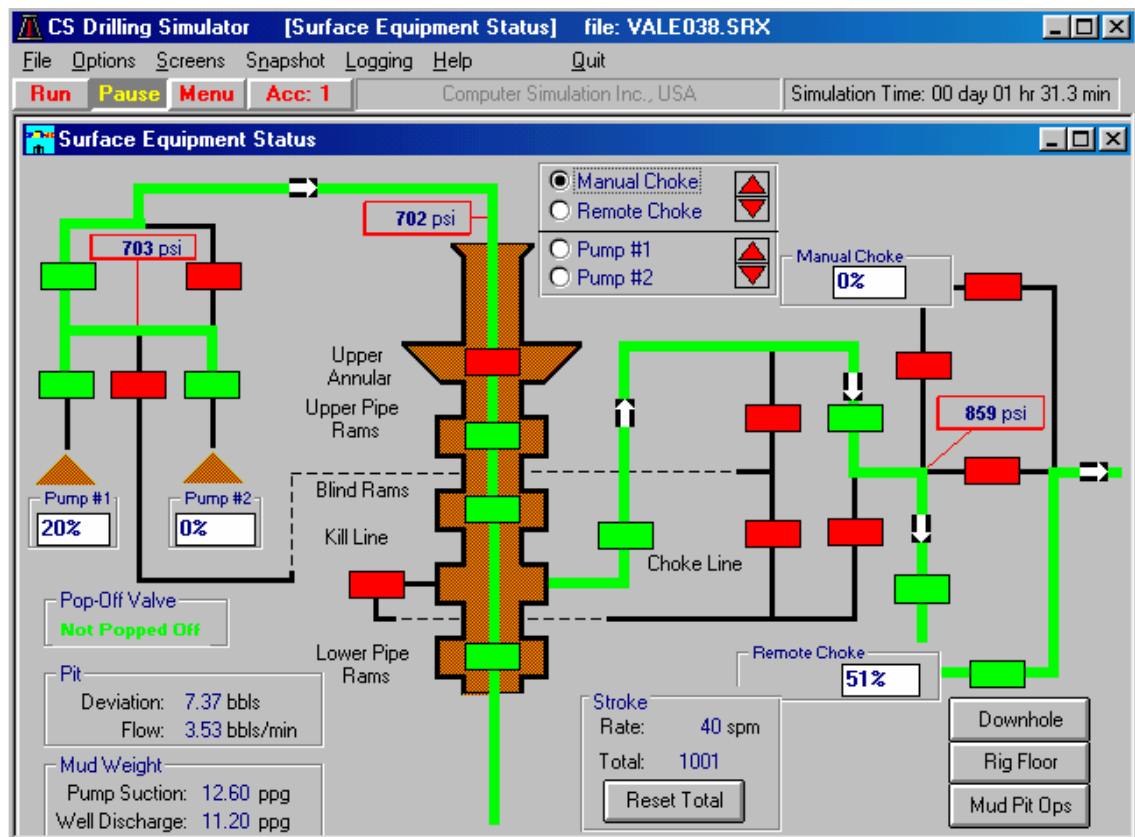 CS Drilling Simulator [Surface Equipment Status] file: VALE038.SRX
File Options Screens Snapshot Logging Help Quit
Run Pause Menu Acc: 1 Computer Simulation Inc., USA Simulation Time: 00 day 01 hr 31.3 min
Surface Equipment Status
Manual Choke
Remote Choke
Pump #1
Pump #2
702 psi
703 psi
Manual Choke
0%
Upper
Annular
Upper Pipe
Rams
859 psi
Blind Rams
Pump #1
20%
Pump #2
0%
Kill Line
Choke Line
Pop-Off Valve
Not Popped Off
Lower Pipe
Rams
Remote Choke
51%
Pit
Deviation: 7.37 bbls
Flow: 3.53 bbls/min
Stroke
Rate: 40 spm
Total: 1001
Reset Total
Downhole
Rig Floor
Mud Pit Ops
Mud Weight
Pump Suction: 12.60 ppg
Well Discharge: 11.20 ppg